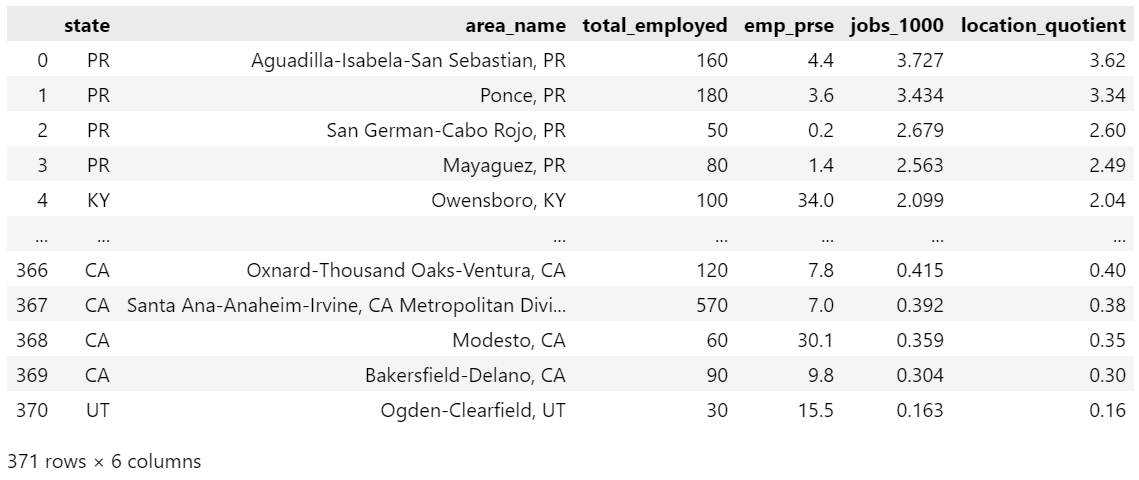 state area_name total_employed emp_prse jobs_1000 location_quotient
0 PR Aguadilla-Isabela-San Sebastian, PR 160 4.4 3.727 3.62
1 PR Ponce, PR 180 3.6 3.434 3.34
2 PR San German-Cabo Rojo, PR 50 0.2 2.679 2.60
3 PR Mayaguez, PR 80 1.4 2.563 2.49
4 KY Owensboro, KY 100 34.0 2.099 2.04
... ... ... ... ... ... ...
366 CA Oxnard-Thousand Oaks-Ventura, CA 120 7.8 0.415 0.40
367 CA Santa Ana-Anaheim-Irvine, CA Metropolitan Divi... 570 7.0 0.392 0.38
368 CA Modesto, CA 60 30.1 0.359 0.35
369 CA Bakersfield-Delano, CA 90 9.8 0.304 0.30
370 UT Ogden-Clearfield, UT 30 15.5 0.163 0.16
371 rows × 6 columns